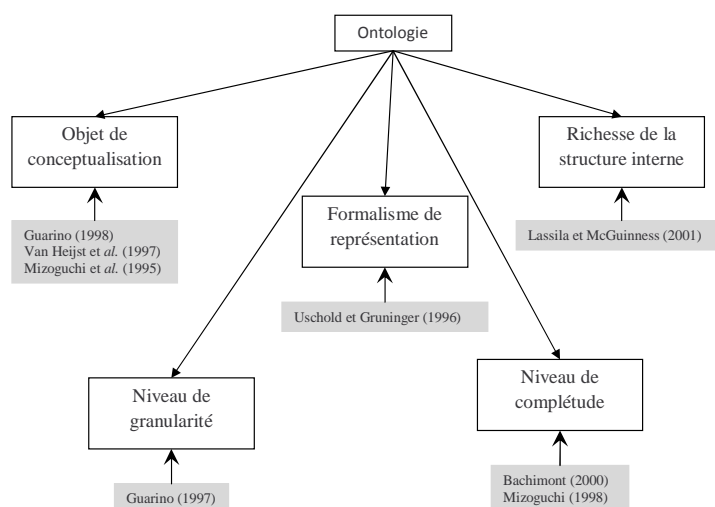 Ontologie
Objet de
conceptualisation
Richesse de la
structure interne
Guarino (1998)
Van Heijst et al. (1997)
Mizoguchi et al. (1995)
Formalisme de
représentation
Lassila et McGuinness (2001)
Uschold et Gruninger (1996)
Niveau de
granularité
Niveau de
complétude
Guarino (1997)
Bachimont (2000)
Mizoguchi (1998)